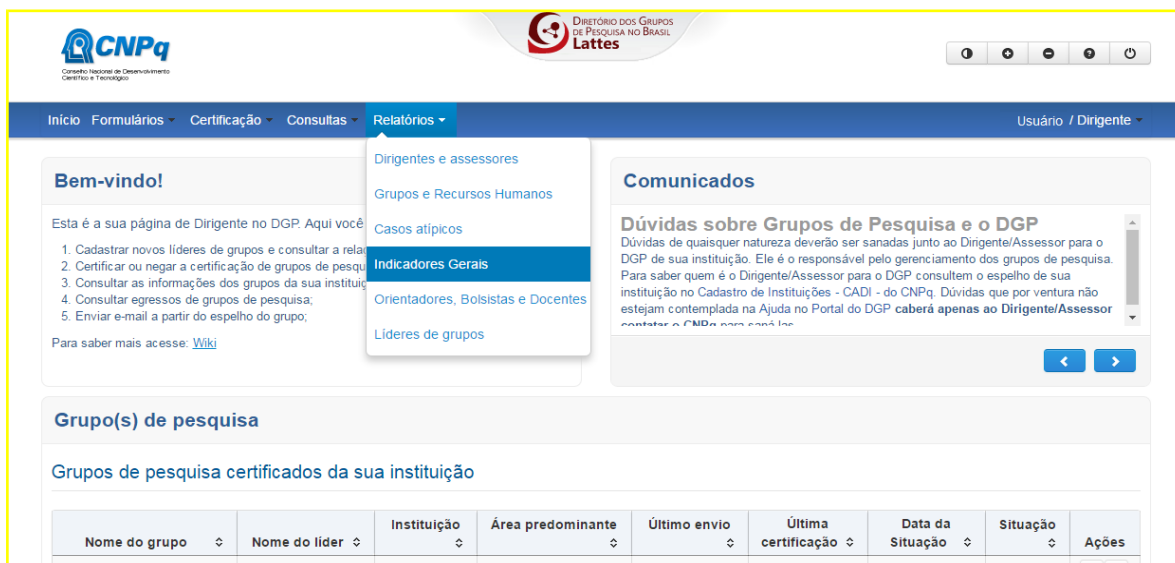 CNPq
Conselho Nacional de Desenvolvimento
Científico e Tecnológico
DIRETÓRIO DOS GRUPOS
DE PESQUISA NO BRASIL
Lattes
Início Formulários Certificação Consultas Relatórios Usuário / Dirigente
Dirigentes e assessores
Grupos e Recursos Humanos
Casos atípicos
Indicadores Gerais
Orientadores, Bolsistas e Docentes
Líderes de grupos
Bem-vindo!
Esta é a sua página de Dirigente no DGP. Aqui você
1. Cadastrar novos líderes de grupos e consultar a rela
2. Certificar ou negar a certificação de grupos de pesqu
3. Consultar as informações dos grupos da sua institui
4. Consultar egressos de grupos de pesquisa;
5. Enviar e-mail a partir do espelho do grupo;
Para saber mais acesse: Wiki
Comunicados
Dúvidas sobre Grupos de Pesquisa e o DGP
Dúvidas de quaisquer natureza deverão ser sanadas junto ao Dirigente/Assessor para o
DGP de sua instituição. Ele é o responsável pelo gerenciamento dos grupos de pesquisa.
Para saber quem é o Dirigente/Assessor para o DGP consultem o espelho de sua
instituição no Cadastro de Instituições - CADI - do CNPq. Dúvidas que por ventura não
estejam contemplada na Ajuda no Portal do DGP caberá apenas ao Dirigente/Assessor
contatar o CNPq para saná-las
Grupo(s) de pesquisa
Grupos de pesquisa certificados da sua instituição
Nome do grupo
Nome do líder
Instituição
Área predominante
Último envio
Última
certificação
Data da
Situação
Situação
Ações